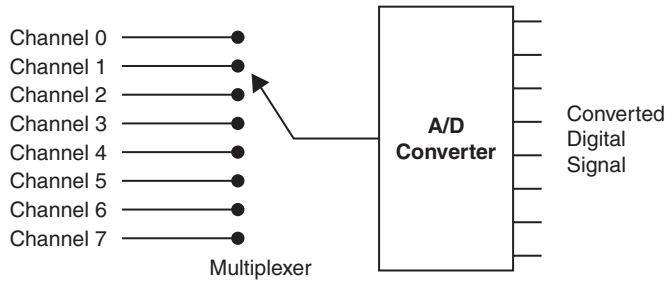 Channel 0
Channel 1
Channel 2
Channel 3
Channel 4
Channel 5
Channel 6
Channel 7
Multiplexer
A/D
Converter
Converted
Digital
Signal